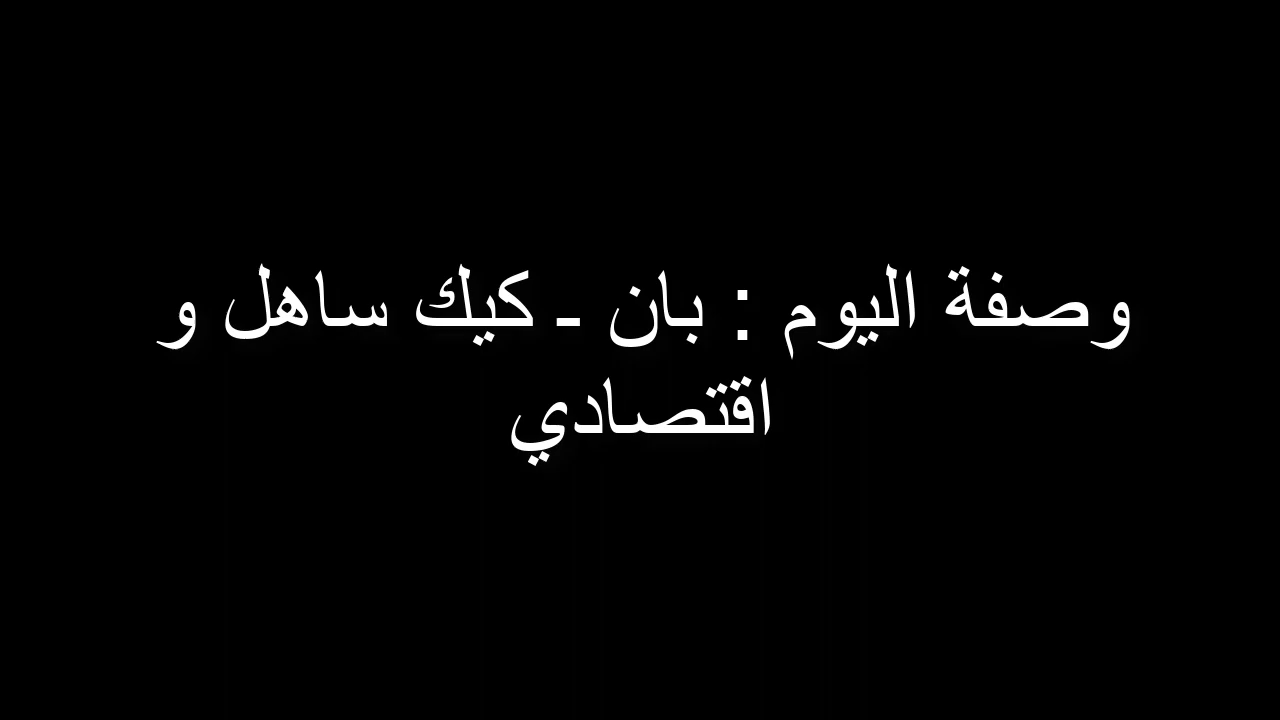 وصفة اليوم : بان - كيك ساهل و
اقتصادي